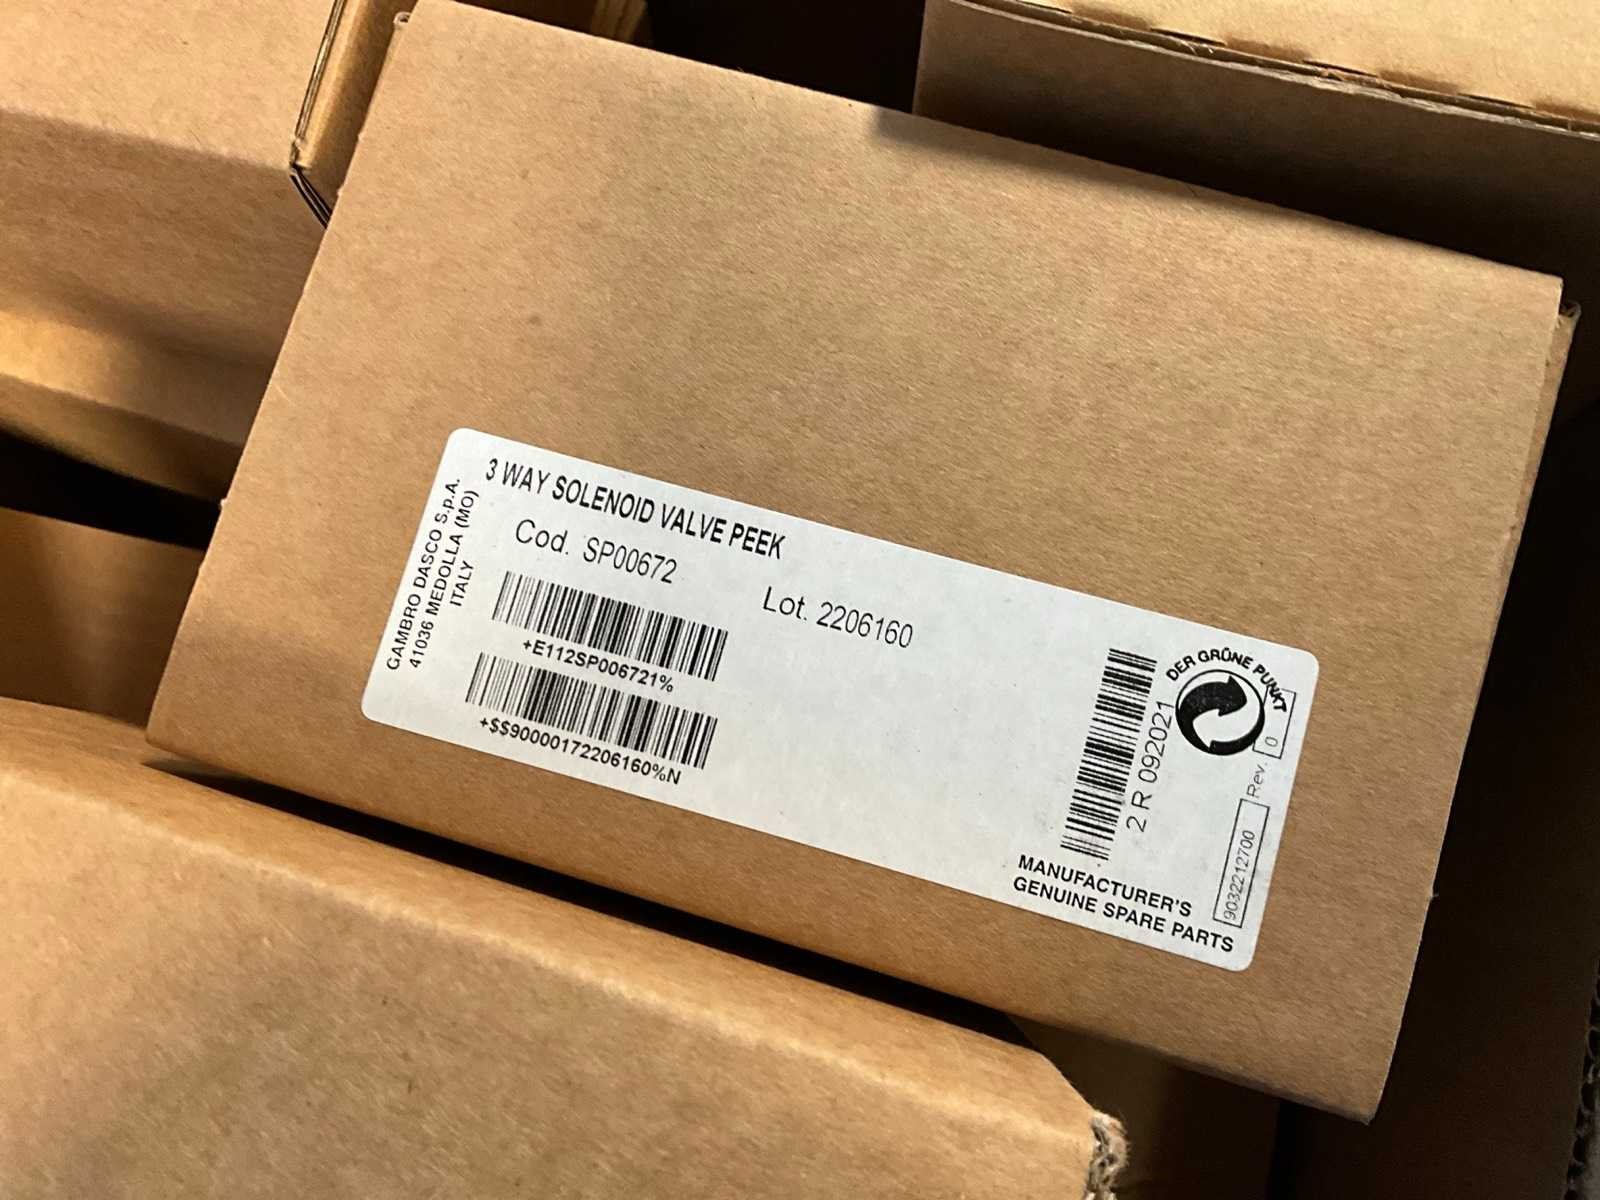 3 WAY SOLENOID VALVE PEEK
Cod. SP00672
Lot. 2206160
GAMBRO DASCO S.p.A.
41036 MEDOLLA (MO)
ITALY
+E112SP006721%
+$$90000172206160%N
2 R 092021
DER GRÜNE PUNKT
MANUFACTURER'S
GENUINE SPARE PARTS
9032212700 Rev. 0